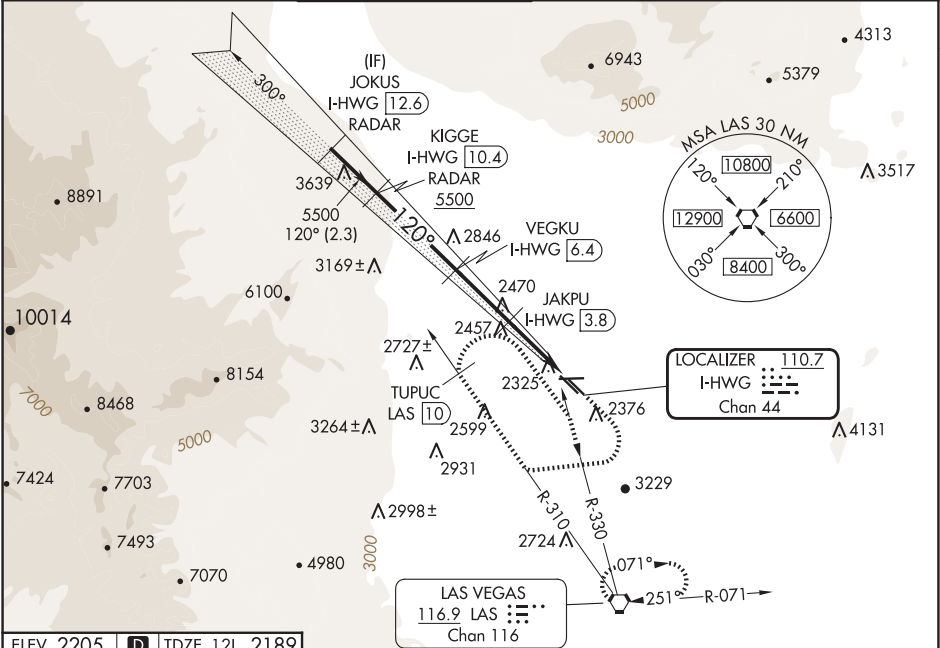 4313
6943
5379
5000
3000
(IF)
JOKUS
I-HWG 12.6
RADAR
300°
KIGGE
I-HWG 10.4
RADAR
5500
MSA LAS 30 NM
120°
10800
210°
12900
6600
030°
8400
300°
3517
8891
3639
5500
120° (2.3)
120°
2846
VEGKU
I-HWG 6.4
3169±
6100
2470
JAKPU
I-HWG 3.8
10014
2457
2727±
8154
TUPUC
LAS 10
2325
LOCALIZER 110.7
I-HWG
Chan 44
7000
8468
2376
3264±
2599
4131
5000
2931
7424
7703
3229
R-310
R-330
2998±
7493
2724
3000
4980
071°
7070
LAS VEGAS
116.9 LAS
Chan 116
251°
R-071
ELEV 2205 D TDZE 12L 2189